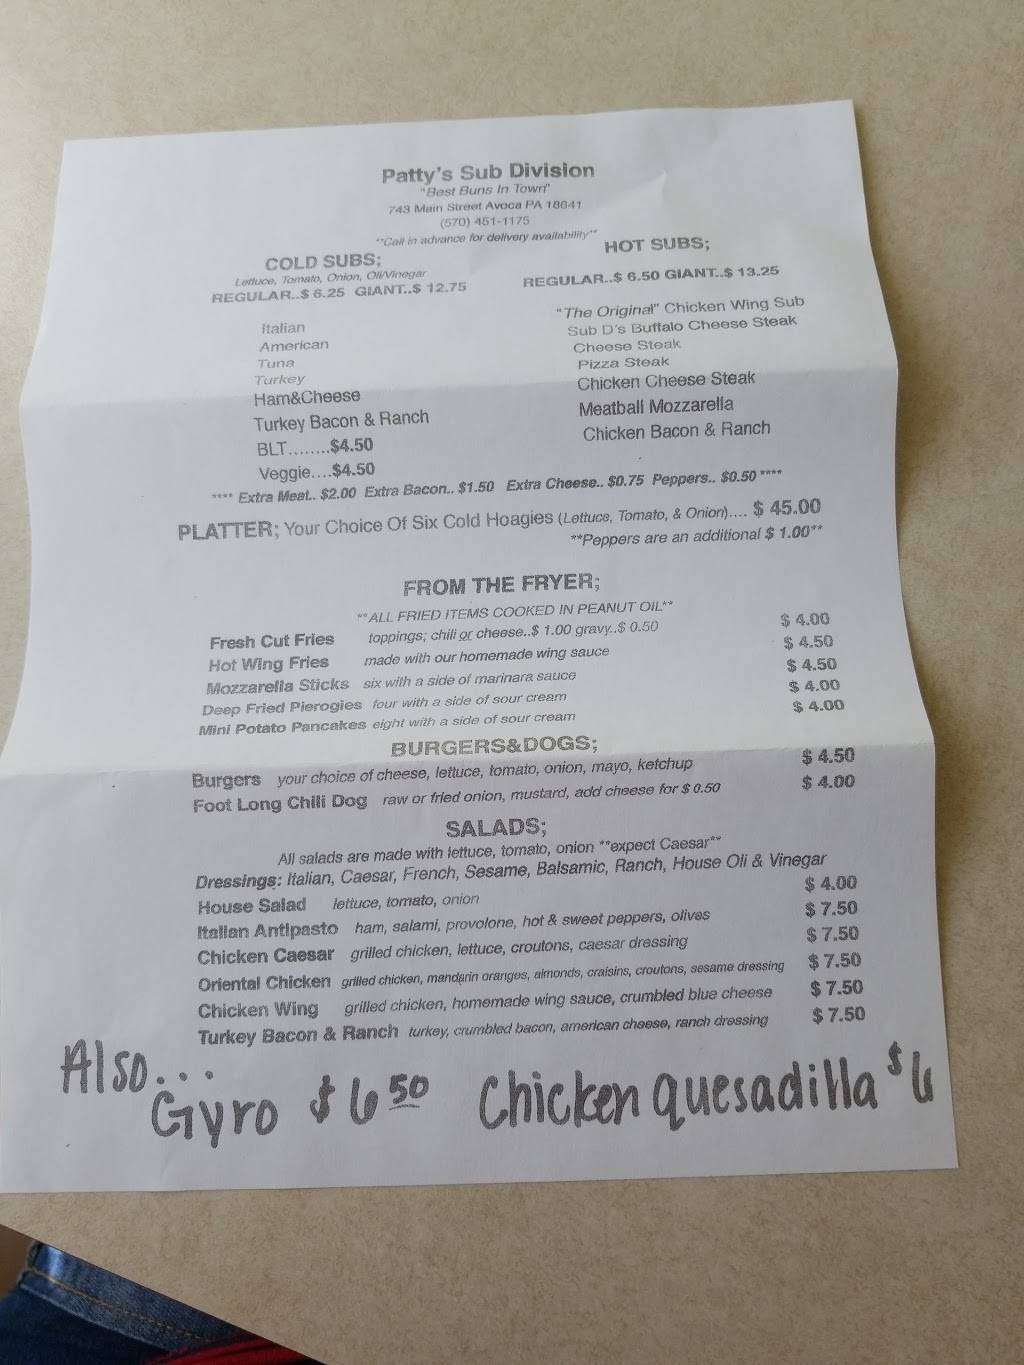 Patty's Sub Division
"Best Buns In Town"
743 Main Street Avoca PA 18641
(570) 451-1175
**Call in advance for delivery availability**
COLD SUBS;
Lettuce, Tomato, Onion, Oil/Vinegar
REGULAR..$ 6.25 GIANT..$ 12.75
Italian
American
Tuna
Turkey
Ham&Cheese
Turkey Bacon & Ranch
BLT........$4.50
Veggie....$4.50
HOT SUBS;
REGULAR..$ 6.50 GIANT..$ 13.25
"The Original" Chicken Wing Sub
Sub D's Buffalo Cheese Steak
Cheese Steak
Pizza Steak
Chicken Cheese Steak
Meatball Mozzarella
Chicken Bacon & Ranch
**** Extra Meat.. $2.00 Extra Bacon.. $1.50 Extra Cheese.. $0.75 Peppers.. $0.50 ****
PLATTER; Your Choice Of Six Cold Hoagies (Lettuce, Tomato, & Onion).... $ 45.00
**Peppers are an additional $ 1.00**
FROM THE FRYER;
**ALL FRIED ITEMS COOKED IN PEANUT OIL**
Fresh Cut Fries toppings; chili or cheese..$ 1.00 gravy..$ 0.50 $ 4.00
Hot Wing Fries made with our homemade wing sauce $ 4.50
Mozzarella Sticks six with a side of marinara sauce $ 4.50
Deep Fried Pierogies four with a side of sour cream $ 4.00
Mini Potato Pancakes eight with a side of sour cream $ 4.00
BURGERS&DOGS;
Burgers your choice of cheese, lettuce, tomato, onion, mayo, ketchup $ 4.50
Foot Long Chili Dog raw or fried onion, mustard, add cheese for $ 0.50 $ 4.00
SALADS;
All salads are made with lettuce, tomato, onion **expect Caesar**
Dressings: Italian, Caesar, French, Sesame, Balsamic, Ranch, House Oil & Vinegar
House Salad lettuce, tomato, onion $ 4.00
Italian Antipasto ham, salami, provolone, hot & sweet peppers, olives $ 7.50
Chicken Caesar grilled chicken, lettuce, croutons, caesar dressing $ 7.50
Oriental Chicken grilled chicken, mandarin oranges, almonds, craisins, croutons, sesame dressing $ 7.50
Chicken Wing grilled chicken, homemade wing sauce, crumbled blue cheese $ 7.50
Turkey Bacon & Ranch turkey, crumbled bacon, american cheese, ranch dressing $ 7.50
Also...
Gyro $ 6 50 Chicken quesadilla $ 6